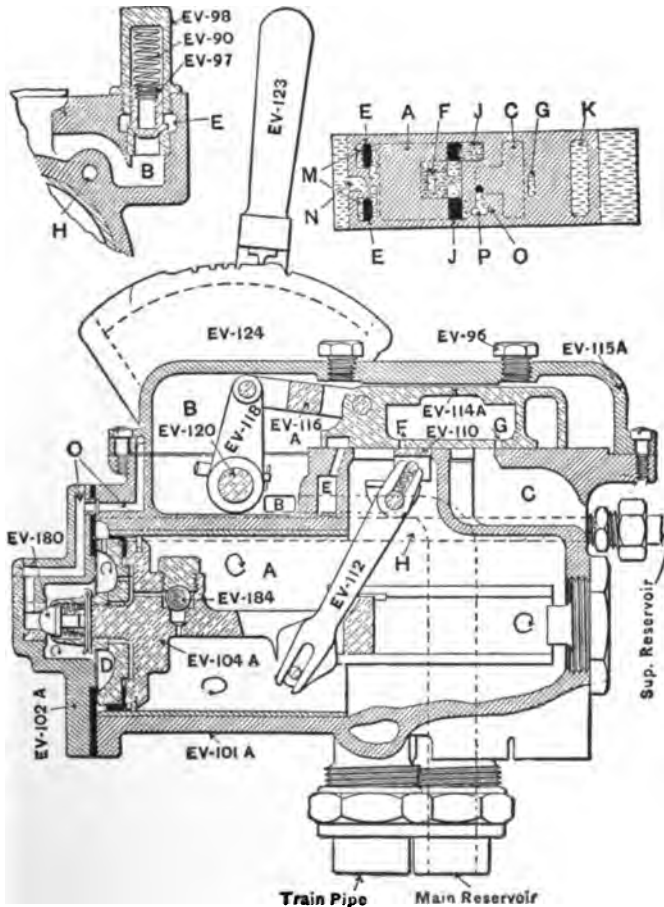 EV-98
EV-90
EV-97
E
B
H
EV-123
E A F J C G K
M
N
E J P O
EV-124
EV-96
EV-115A
B
EV-118
EV-116
A
EV-114A
EV-120
F EV-110 G
O
E
B
C
EV-180
H
A
EV-112
C
EV-184
C
D
EV-104 A
EV-102 A
EV-101 A
Sup. Reservoir
Train Pipe Main Reservoir